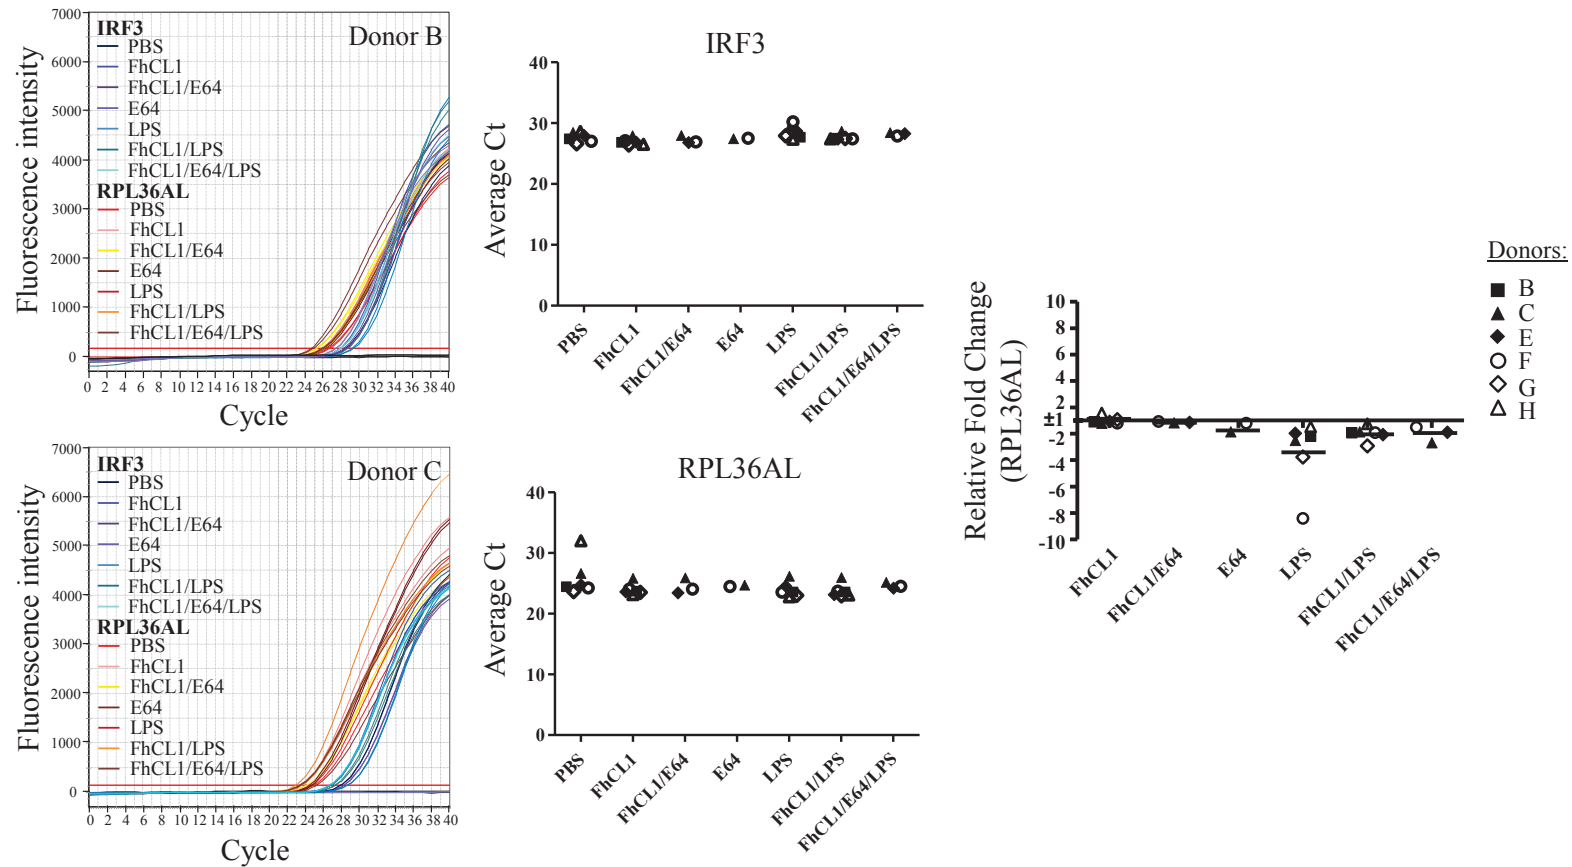 Fluorescence intensity
7000
6000
5000
4000
3000
2000
1000
0
Donor B
IRF3
PBS
FhCL1
FhCL1/E64
E64
LPS
FhCL1/LPS
FhCL1/E64/LPS
RPL36AL
PBS
FhCL1
FhCL1/E64
E64
LPS
FhCL1/LPS
FhCL1/E64/LPS
0 2 4 6 8 10 12 14 16 18 20 22 24 26 28 30 32 34 36 38 40
Cycle
Fluorescence intensity
7000
6000
5000
4000
3000
2000
1000
0
Donor C
IRF3
PBS
FhCL1
FhCL1/E64
E64
LPS
FhCL1/LPS
FhCL1/E64/LPS
RPL36AL
PBS
FhCL1
FhCL1/E64
E64
LPS
FhCL1/LPS
FhCL1/E64/LPS
0 2 4 6 8 10 12 14 16 18 20 22 24 26 28 30 32 34 36 38 40
Cycle
IRF3
Average Ct
40
30
20
10
0
PBS
FhCL1
FhCL1/E64
E64
LPS
FhCL1/LPS
FhCL1/E64/LPS
RPL36AL
Average Ct
40
30
20
10
0
PBS
FhCL1
FhCL1/E64
E64
LPS
FhCL1/LPS
FhCL1/E64/LPS
Relative Fold Change
(RPL36AL)
10
8
6
4
2
±1
-2
-4
-6
-8
-10
FhCL1
FhCL1/E64
E64
LPS
FhCL1/LPS
FhCL1/E64/LPS
Donors:
B
C
E
F
G
H